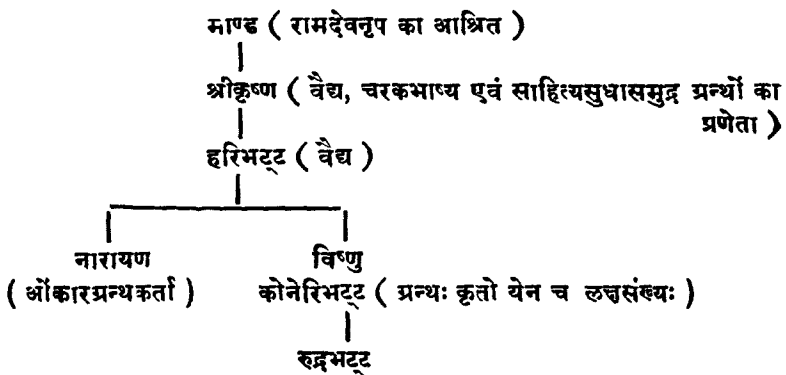 माण्ड ( रामदेवनृप का आश्रित )
श्रीकृष्ण ( वैद्य, चरकभाष्य एवं साहित्यसुधासमुद्र ग्रन्थों का
प्रणेता )
हरिभट्ट ( वैद्य )
नारायण विष्णु
( ओंकारग्रन्थकर्ता ) कोनेरिभट्ट ( ग्रन्थः कृतो येन च लक्षसंख्यः )
रुद्रभट्ट